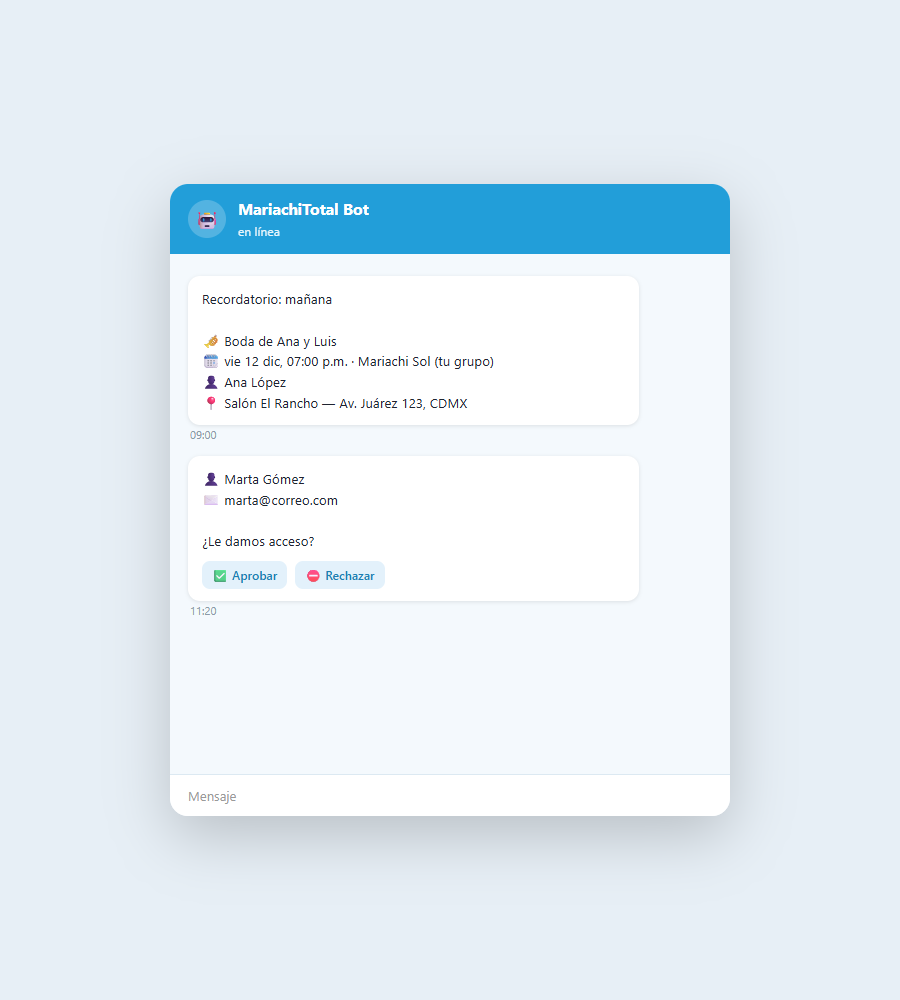 MariachiTotal Bot
en línea
Recordatorio: mañana
🎺 Boda de Ana y Luis
🗓️ vie 12 dic, 07:00 p.m. · Mariachi Sol (tu grupo)
👤 Ana López
📍 Salón El Rancho — Av. Juárez 123, CDMX
09:00
👤 Marta Gómez
✉️ marta@correo.com
¿Le damos acceso?
✅ Aprobar ⛔ Rechazar
11:20
Mensaje